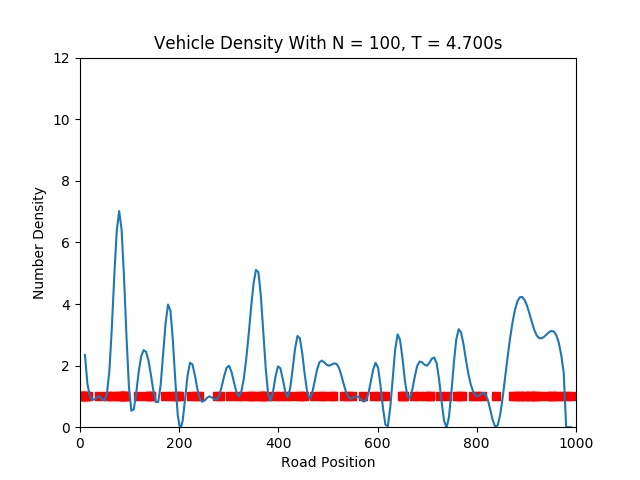 Vehicle Density With N = 100, T = 4.700s
12
10
8
6
4
2
0
Number Density
0 200 400 600 800 1000
Road Position